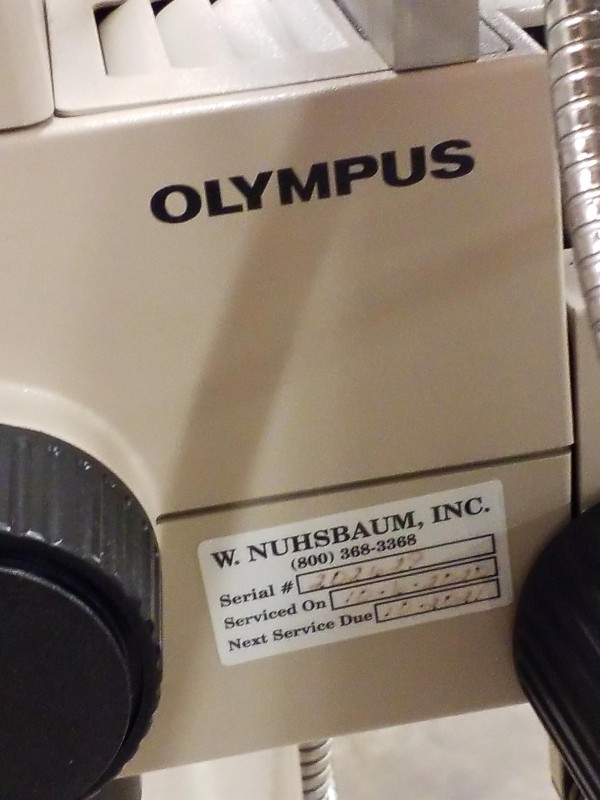 OLYMPUS
W. NUHSBAUM, INC.
(800) 368-3368
Serial #
Serviced On
Next Service Due